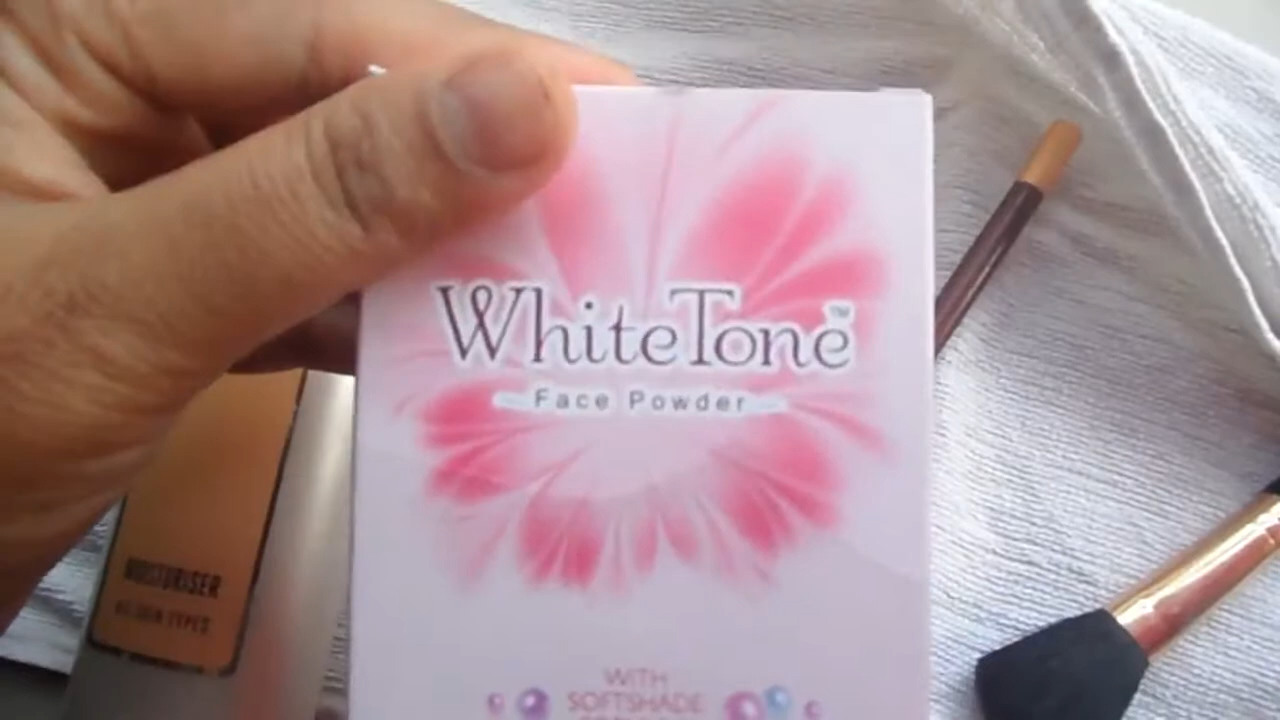 WhiteTone™
Face Powder
WITH
SOFTSHADE
MOISTURISER
ALL SKIN TYPES